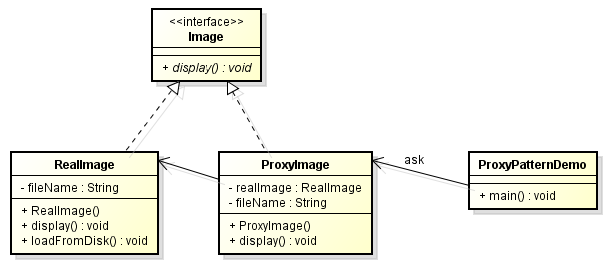 <<interface>>
Image
+ display() : void
RealImage
- fileName : String
+ RealImage()
+ display() : void
+ loadFromDisk() : void
ProxyImage
- realImage : RealImage
- fileName : String
+ ProxyImage()
+ display() : void
ask
ProxyPatternDemo
+ main() : void